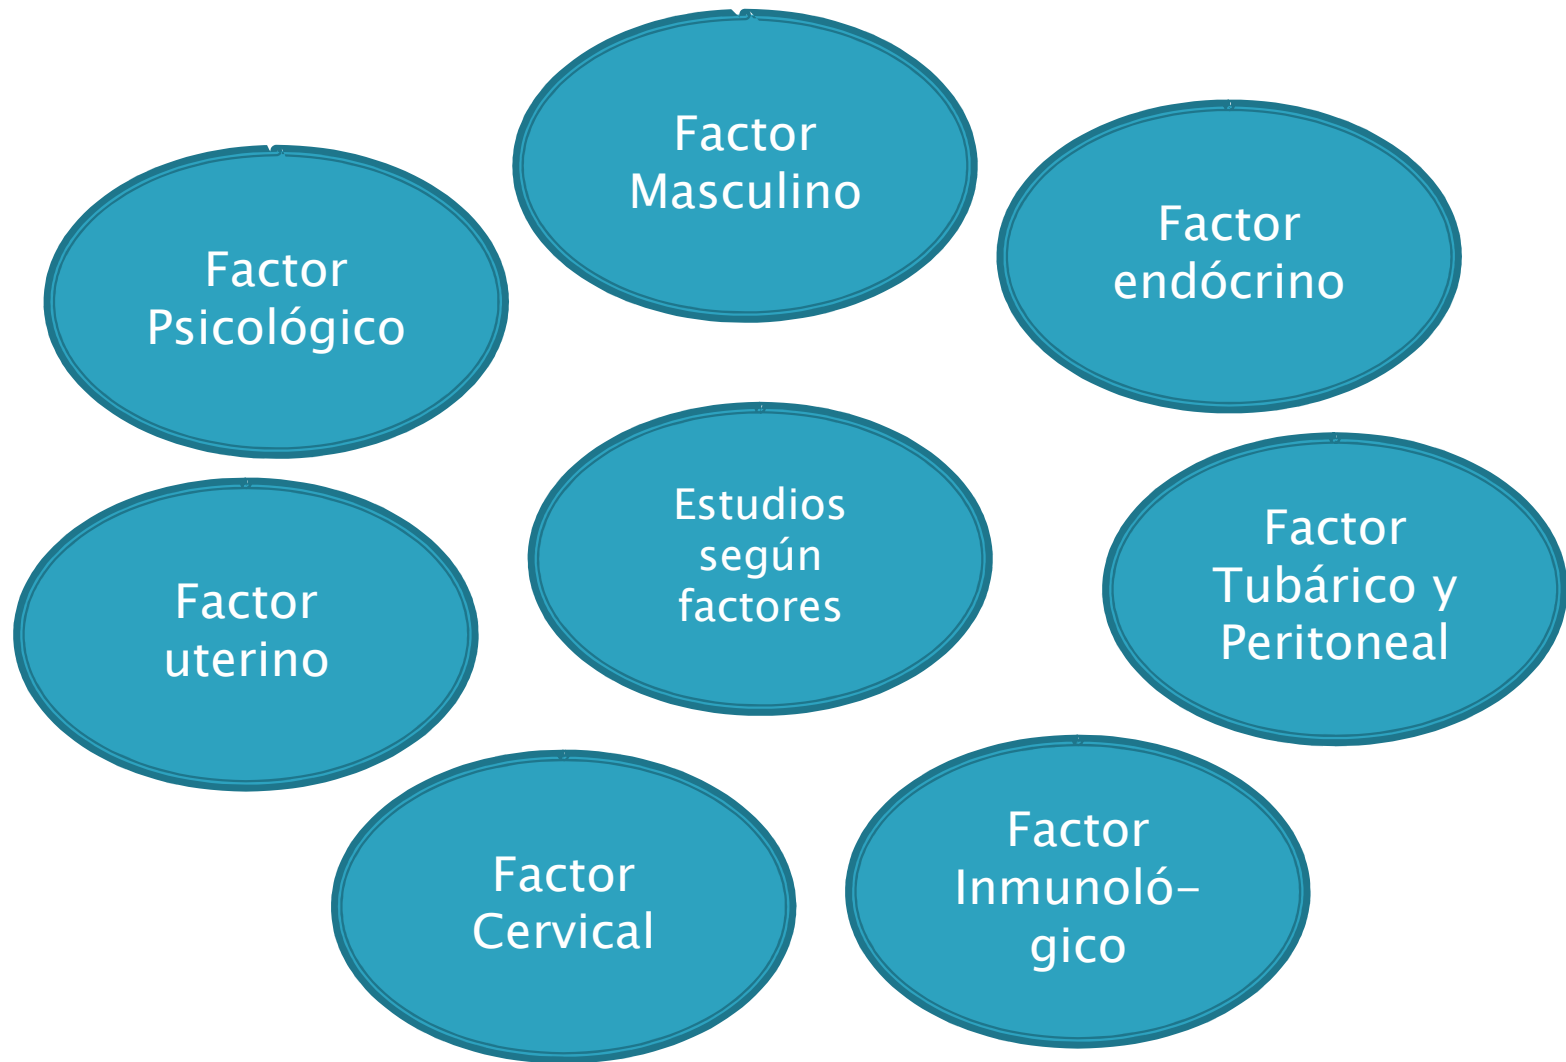 Factor
Masculino
Factor
endócrino
Factor
Psicológico
Estudios
según
factores
Factor
Tubárico y
Peritoneal
Factor
uterino
Factor
Inmunoló-
gico
Factor
Cervical